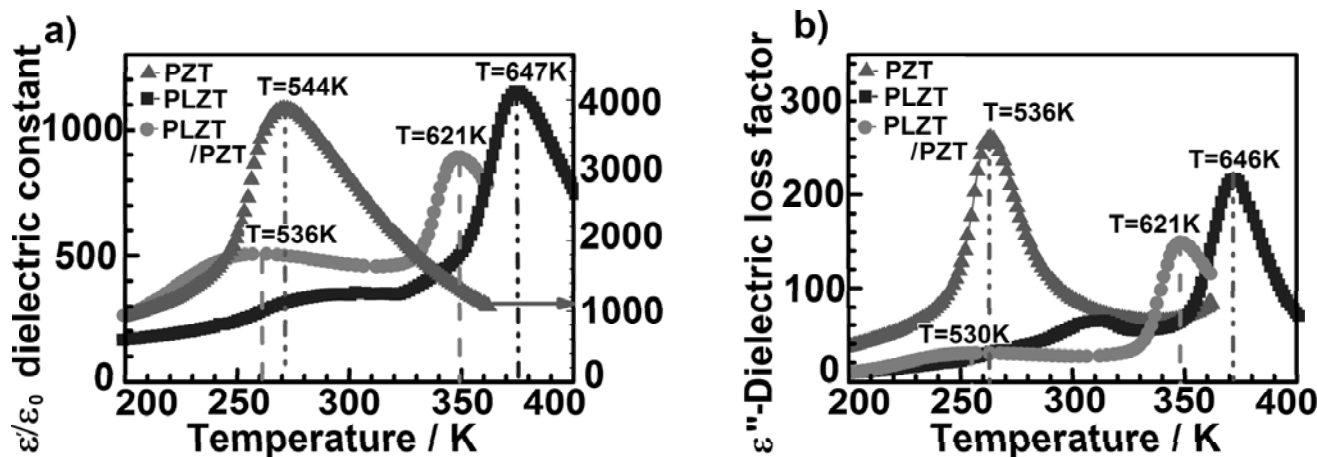 a)
PZT
PLZT
PLZT
/PZT
T=544K
T=536K
T=621K
T=647K
ε'/ε0 dielectric constant
1000
500
0
4000
3000
2000
1000
0
200
250
300
350
400
Temperature / K
b)
PZT
PLZT
PLZT
/PZT
T=536K
T=530K
T=621K
T=646K
ε"-Dielectric loss factor
300
200
100
0
200
250
300
350
400
Temperature / K